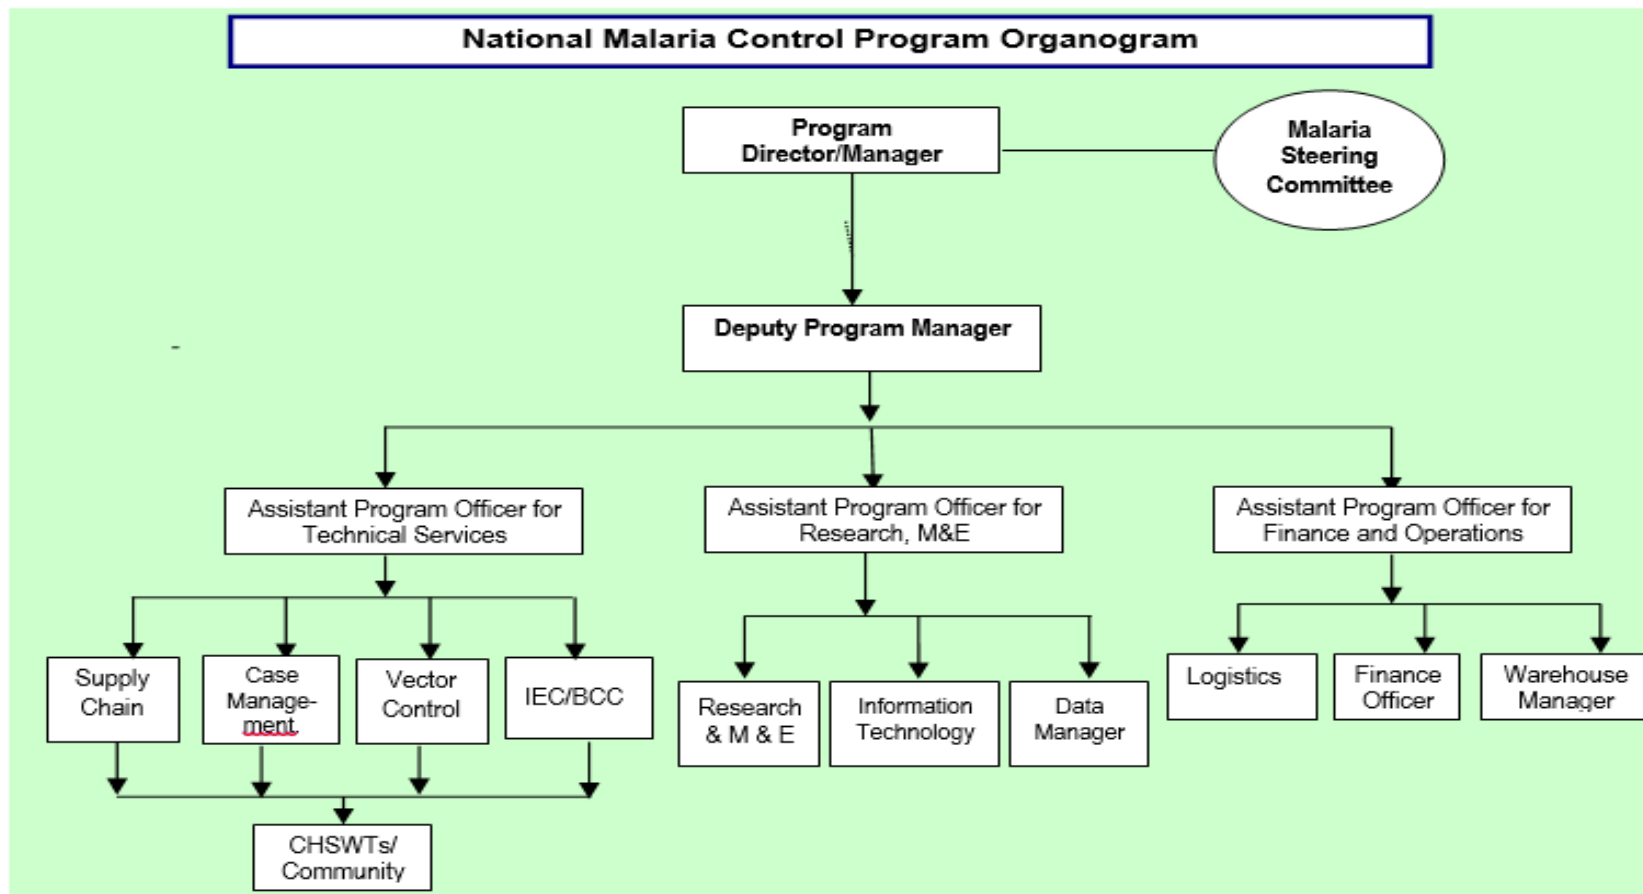 National Malaria Control Program Organogram
Program
Director/Manager
Malaria
Steering
Committee
Deputy Program Manager
Assistant Program Officer for
Technical Services
Assistant Program Officer for
Research, M&E
Assistant Program Officer for
Finance and Operations
Supply
Chain
Case
Manage-
ment.
Vector
Control
IEC/BCC
Research
& M & E
Information
Technology
Data
Manager
Logistics
Finance
Officer
Warehouse
Manager
CHSWTs/
Community